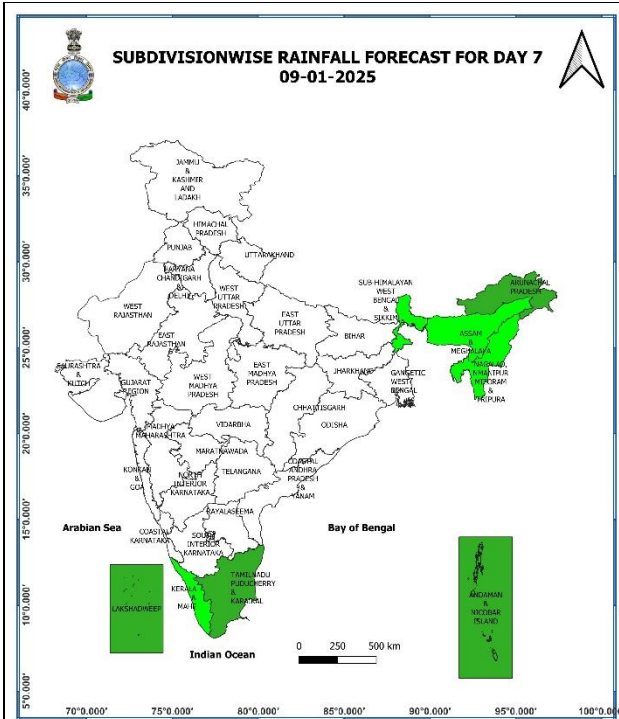 SUBDIVISIONWISE RAINFALL FORECAST FOR DAY 7
09-01-2025
40°0.000'
35°0.000'
30°0.000'
25°0.000'
20°0.000'
15°0.000'
10°0.000'
5°0.000'
JAMMU
&
KASHMIR
AND
LADAKH
HIMACHAL
PRADESH
PUNJAB
UTTARAKHAND
HARYANA
CHANDIGARH
&
DELHI
WEST
UTTAR
PRADESH
WEST
RAJASTHAN
EAST
RAJASTHAN
EAST
UTTAR
PRADESH
SUB-HIMALAYAN
WEST
BENGAL
&
SIKKIM
ARUNACHAL
PRADESH
ASSAM
&
MEGHALAYA
NAGALAND
MANIPUR
MIZORAM
&
TRIPURA
BIHAR
SAURASHTRA
&
KUTCH
GUJARAT
REGION
WEST
MADHYA
PRADESH
EAST
MADHYA
PRADESH
JHARKHAND
GANGETIC
WEST
BENGAL
CHHATTISGARH
ODISHA
MADHYA
MAHARASHTRA
VIDARBHA
MARATHWADA
TELANGANA
KONKAN
&
GOA
NORTH
INTERIOR
KARNATAKA
COASTAL
ANDHRA
PRADESH
&
YANAM
RAYALASEEMA
COASTAL
KARNATAKA
SOUTH
INTERIOR
KARNATAKA
Arabian Sea
Bay of Bengal
KERALA
&
MAHE
TAMILNADU
PUDUCHERRY
&
KARAIKAL
LAKSHADWEEP
ANDAMAN
&
NICOBAR
ISLAND
Indian Ocean
0 250 500 km
70°0.000' 75°0.000' 80°0.000' 85°0.000' 90°0.000' 95°0.000' 100°0.0